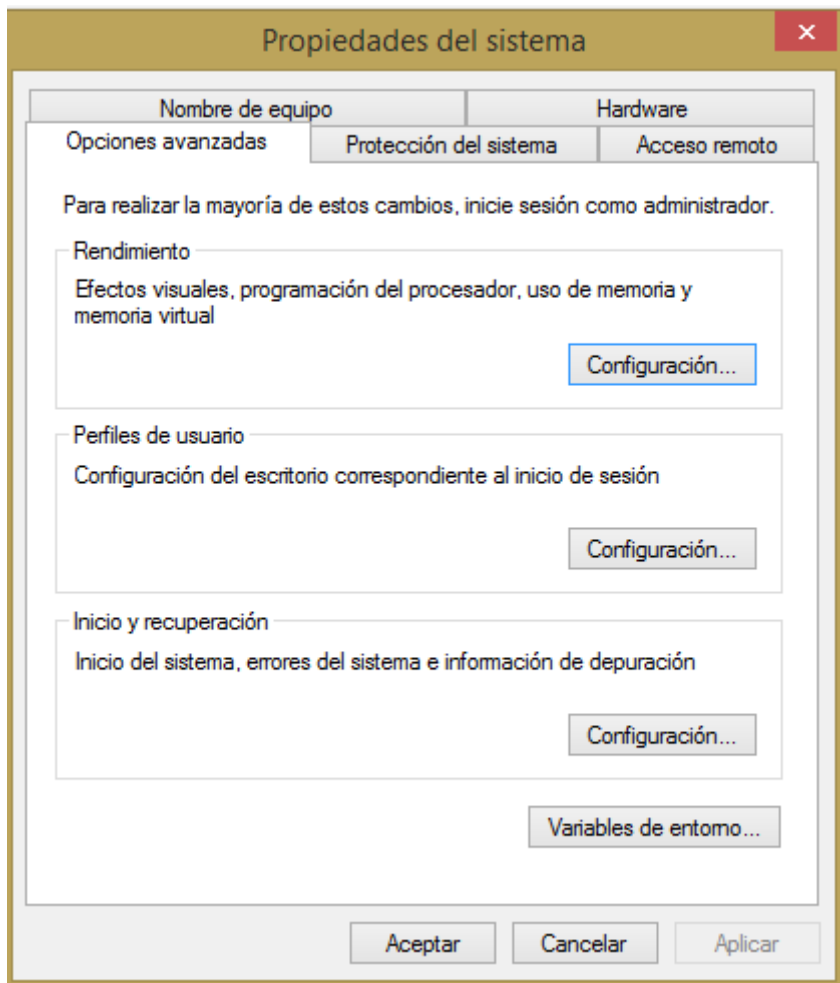 Propiedades del sistema
Nombre de equipo
Hardware
Opciones avanzadas
Protección del sistema
Acceso remoto
Para realizar la mayoría de estos cambios, inicie sesión como administrador.
Rendimiento
Efectos visuales, programación del procesador, uso de memoria y
memoria virtual
Configuración...
Perfiles de usuario
Configuración del escritorio correspondiente al inicio de sesión
Configuración...
Inicio y recuperación
Inicio del sistema, errores del sistema e información de depuración
Configuración...
Variables de entorno...
Aceptar
Cancelar
Aplicar